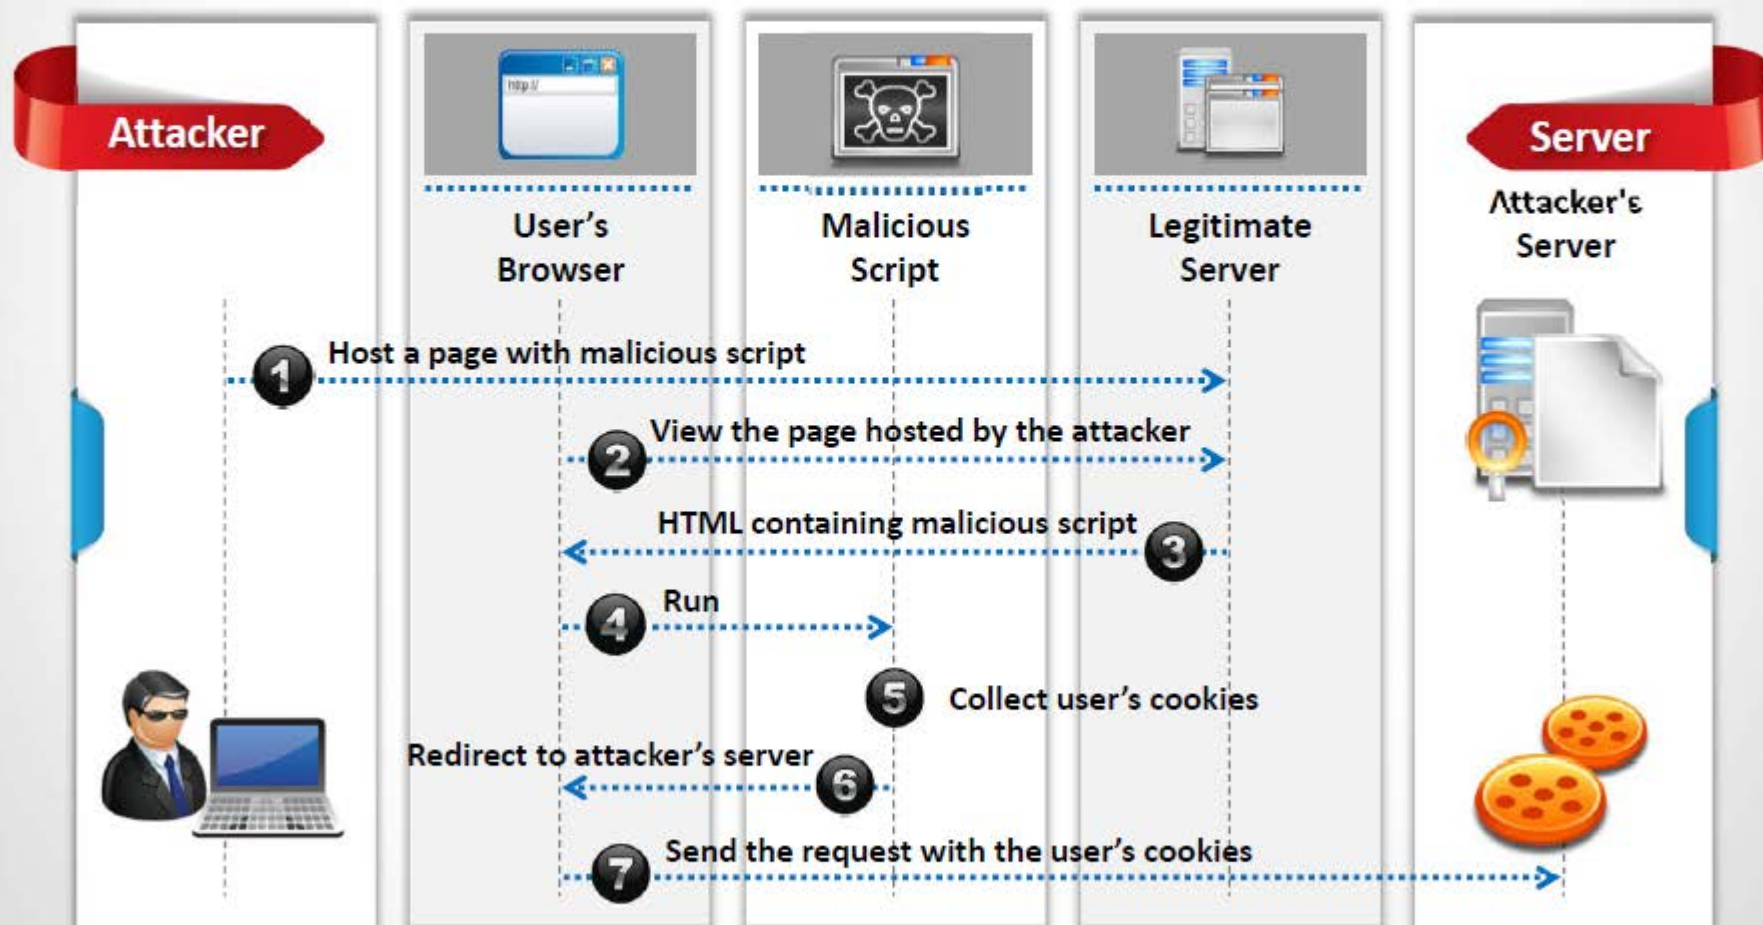 Attacker
http://
User's
Browser
Malicious
Script
Legitimate
Server
Server
Attacker's
Server
1
Host a page with malicious script
2
View the page hosted by the attacker
HTML containing malicious script
3
4
Run
5
Collect user's cookies
Redirect to attacker's server
6
7
Send the request with the user's cookies